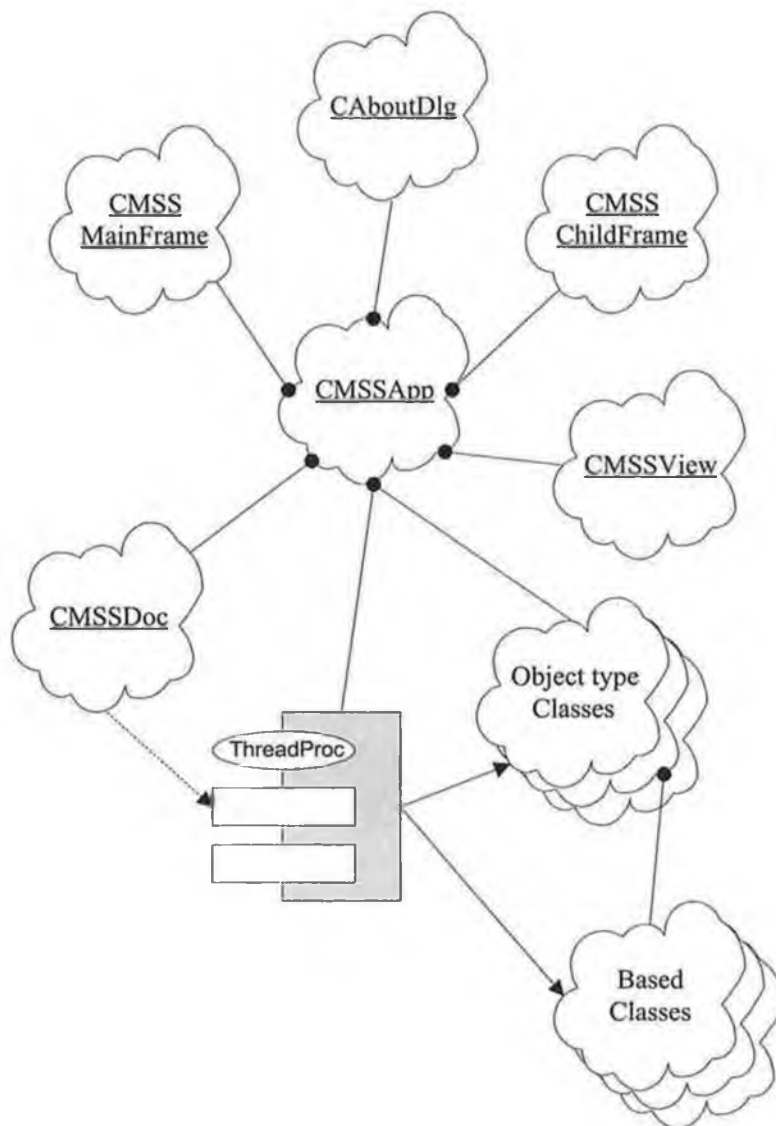 CAboutDlg
CMSS
MainFrame
CMSS
ChildFrame
CMSSApp
CMSSView
CMSSDoc
Object type
Classes
ThreadProc
Based
Classes